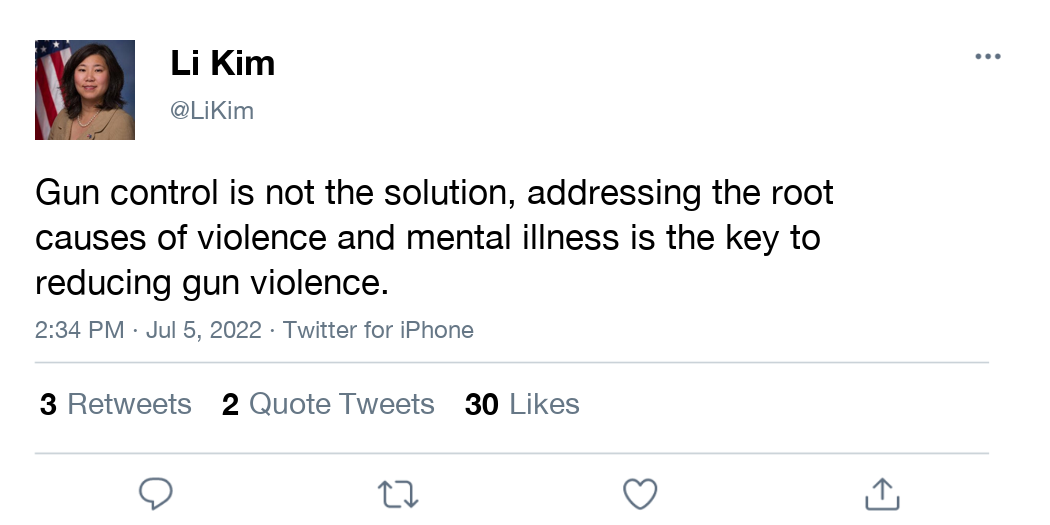 Li Kim
@LiKim
Gun control is not the solution, addressing the root
causes of violence and mental illness is the key to
reducing gun violence.
2:34 PM · Jul 5, 2022 · Twitter for iPhone
3 Retweets 2 Quote Tweets 30 Likes